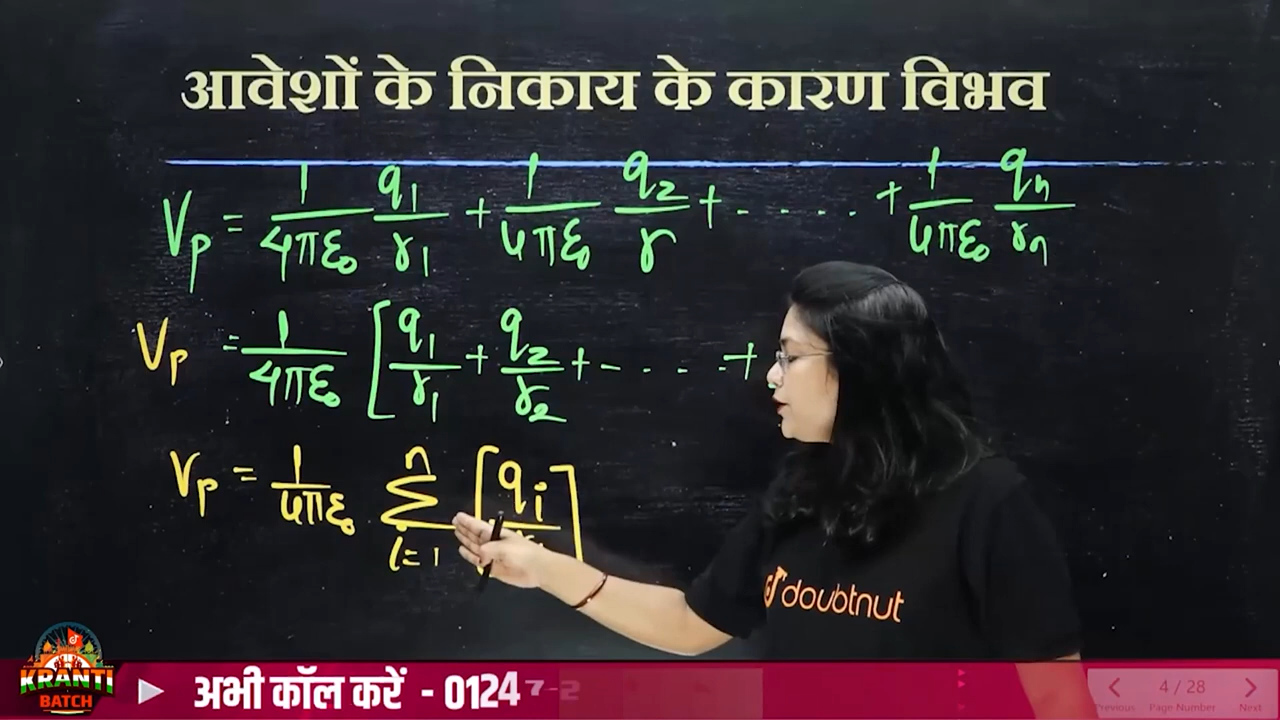 आवेशों के निकाय के कारण विभव
Vp = 1/4πε₀ q₁/r₁ + 1/4πε₀ q₂/r + . . . . . + 1/4πε₀ qₙ/rₙ
Vp = 1/4πε₀ [ q₁/r₁ + q₂/r₂ + - . . . . +
Vp = 1/4πε₀ n Σ i=1 [ qi
doubtnut
KRANTI
BATCH
अभी कॉल करें - 0124
4 / 28
Previous Page Number Next